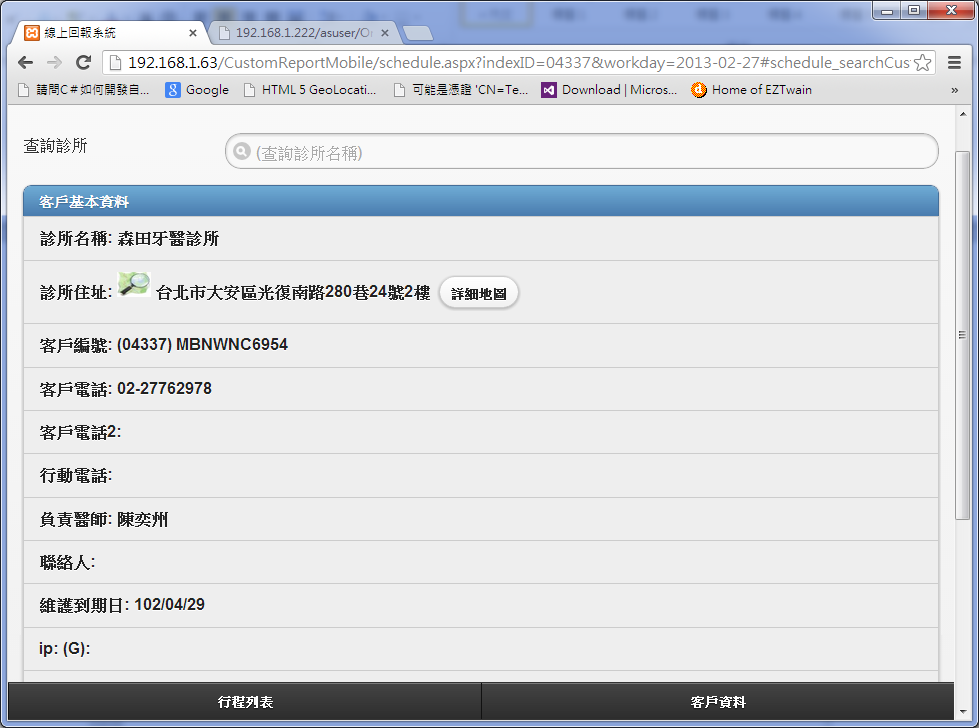 線上回報系統
192.168.1.222/asuser/O
192.168.1.63/CustomReportMobile/schedule.aspx?indexID=04337&workday=2013-02-27#schedule_searchCus
請問C#如何開發自... Google HTML 5 GeoLocati... 可能是憑證 'CN=Te... Download | Micros... Home of EZTwain »
查詢診所 (查詢診所名稱)
客戶基本資料
診所名稱: 森田牙醫診所
診所住址: 台北市大安區光復南路280巷24號2樓 詳細地圖
客戶編號: (04337) MBNWNC6954
客戶電話: 02-27762978
客戶電話2:
行動電話:
負責醫師: 陳奕州
聯絡人:
維護到期日: 102/04/29
ip: (G):
行程列表 客戶資料